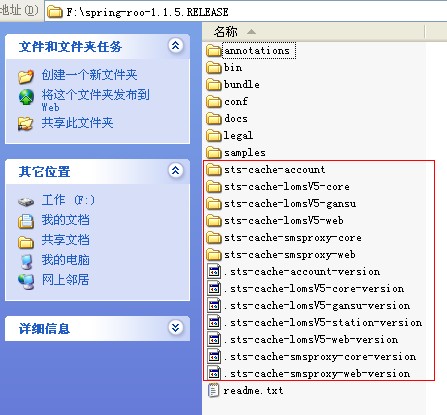 地址(D) F:\spring-roo-1.1.5.RELEASE
文件和文件夹任务
创建一个新文件夹
将这个文件夹发布到
Web
共享此文件夹
其它位置
工作 (F:)
我的文档
共享文档
我的电脑
网上邻居
详细信息
名称
annotations
bin
bundle
conf
docs
legal
samples
sts-cache-account
sts-cache-lomsV5-core
sts-cache-lomsV5-gansu
sts-cache-lomsV5-web
sts-cache-smsproxy-core
sts-cache-smsproxy-web
.sts-cache-account-version
.sts-cache-lomsV5-core-version
.sts-cache-lomsV5-gansu-version
.sts-cache-lomsV5-station-version
.sts-cache-lomsV5-web-version
.sts-cache-smsproxy-core-version
.sts-cache-smsproxy-web-version
readme.txt